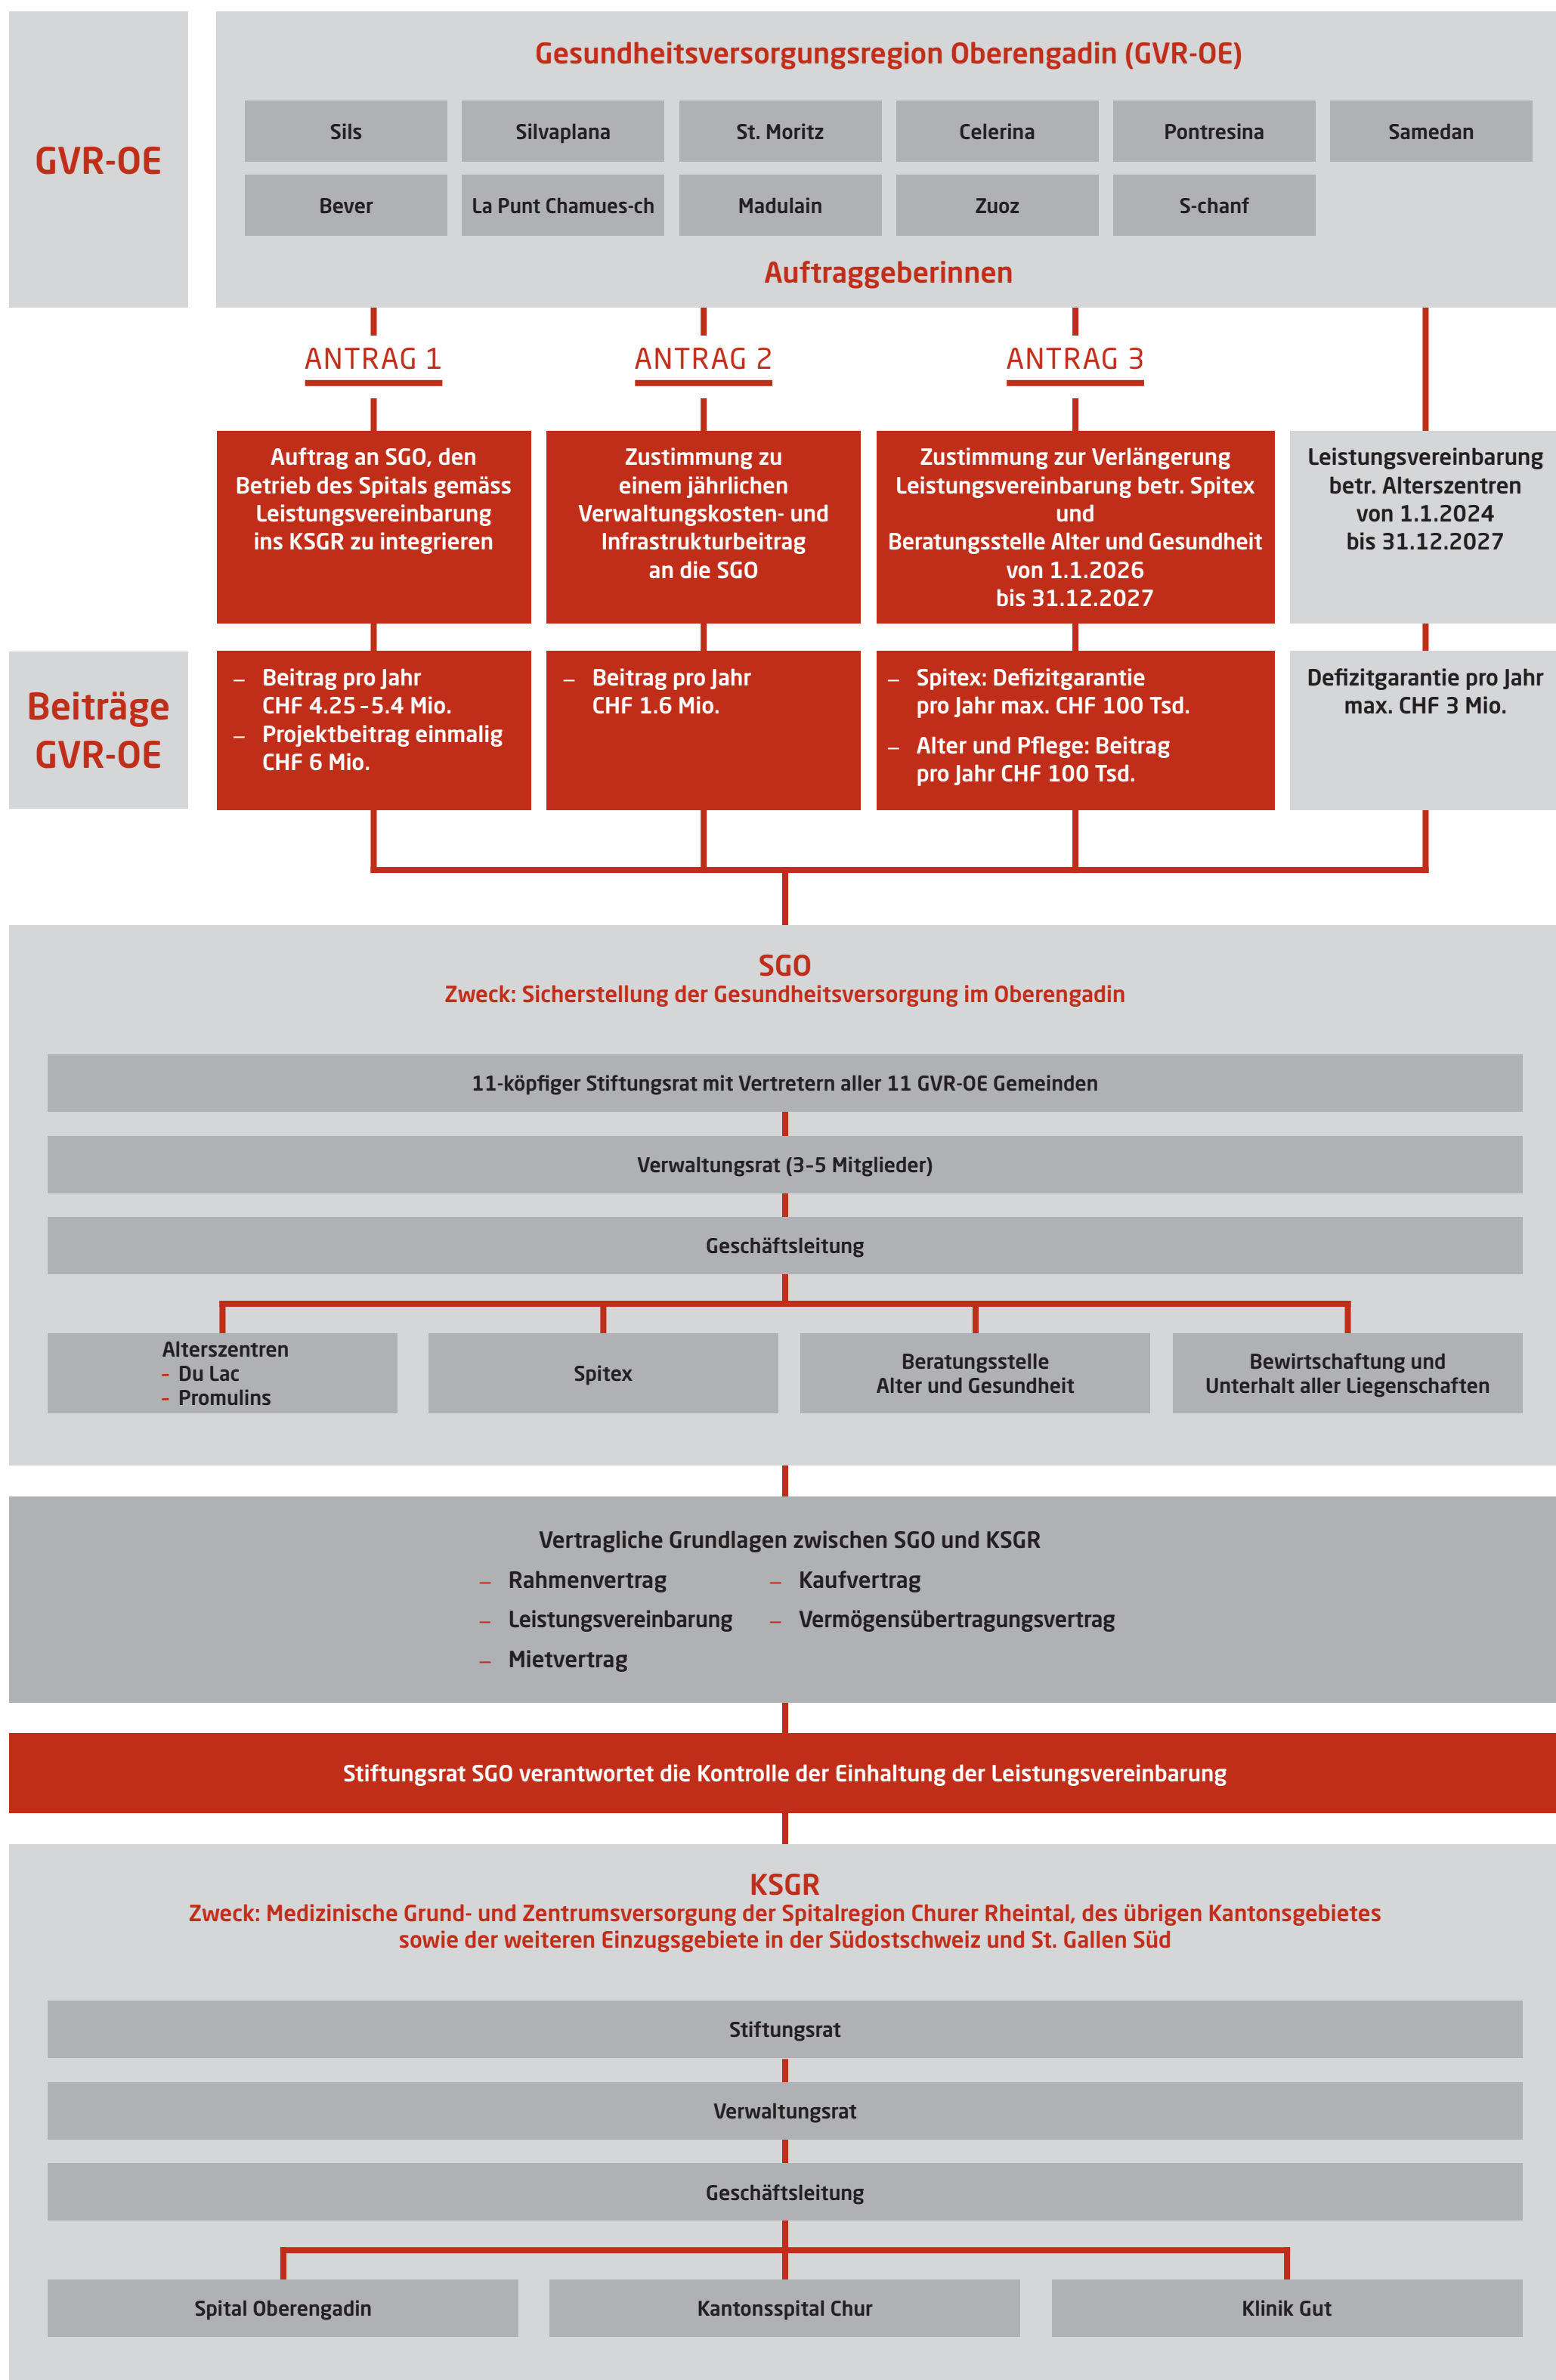 GVR-OE
Gesundheitsversorgungsregion Oberengadin (GVR-OE)
Sils
Silvaplana
St. Moritz
Celerina
Pontresina
Samedan
Bever
La Punt Chamues-ch
Madulain
Zuoz
S-chanf
Auftraggeberinnen
ANTRAG 1
ANTRAG 2
ANTRAG 3
Auftrag an SGO, den
Betrieb des Spitals gemäss
Leistungsvereinbarung
ins KSGR zu integrieren
Zustimmung zu
einem jährlichen
Verwaltungskosten- und
Infrastrukturbeitrag
an die SGO
Zustimmung zur Verlängerung
Leistungsvereinbarung betr. Spitex
und
Beratungsstelle Alter und Gesundheit
von 1.1.2026
bis 31.12.2027
Leistungsvereinbarung
betr. Alterszentren
von 1.1.2024
bis 31.12.2027
Beiträge
GVR-OE
– Beitrag pro Jahr
CHF 4.25 – 5.4 Mio.
– Projektbeitrag einmalig
CHF 6 Mio.
– Beitrag pro Jahr
CHF 1.6 Mio.
– Spitex: Defizitgarantie
pro Jahr max. CHF 100 Tsd.
– Alter und Pflege: Beitrag
pro Jahr CHF 100 Tsd.
Defizitgarantie pro Jahr
max. CHF 3 Mio.
SGO
Zweck: Sicherstellung der Gesundheitsversorgung im Oberengadin
11-köpfiger Stiftungsrat mit Vertretern aller 11 GVR-OE Gemeinden
Verwaltungsrat (3–5 Mitglieder)
Geschäftsleitung
Alterszentren
- Du Lac
- Promulins
Spitex
Beratungsstelle
Alter und Gesundheit
Bewirtschaftung und
Unterhalt aller Liegenschaften
Vertragliche Grundlagen zwischen SGO und KSGR
– Rahmenvertrag
– Leistungsvereinbarung
– Mietvertrag
– Kaufvertrag
– Vermögensübertragungsvertrag
Stiftungsrat SGO verantwortet die Kontrolle der Einhaltung der Leistungsvereinbarung
KSGR
Zweck: Medizinische Grund- und Zentrumsversorgung der Spitalregion Churer Rheintal, des übrigen Kantonsgebietes
sowie der weiteren Einzugsgebiete in der Südostschweiz und St. Gallen Süd
Stiftungsrat
Verwaltungsrat
Geschäftsleitung
Spital Oberengadin
Kantonsspital Chur
Klinik Gut